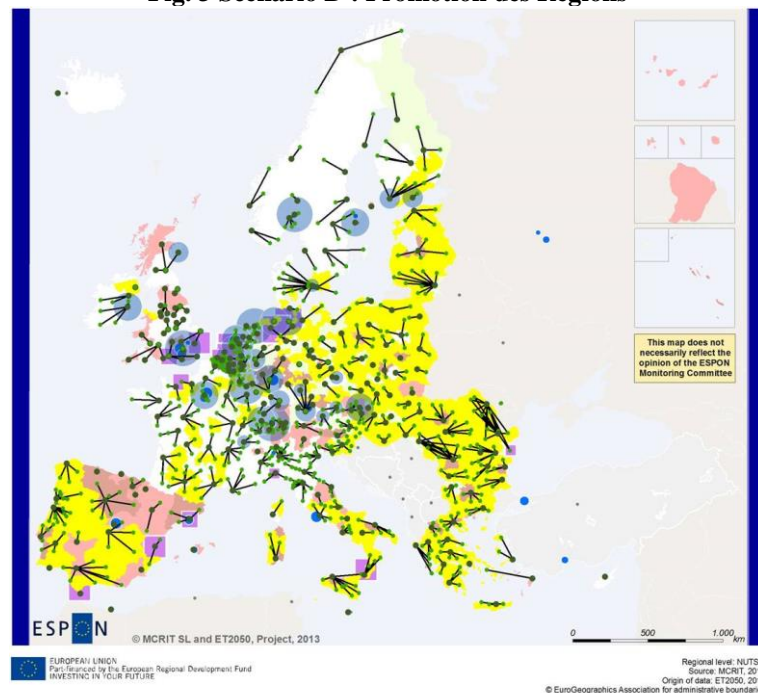 Fig. 3 Scénario B : Promotion des Régions
This map does not
necessarily reflect the
opinion of the ESPON
Monitoring Committee
ESPON
© MCRIT SL and ET2050, Project, 2013
0 500 1.000
km
EUROPEAN UNION
Part-financed by the European Regional Development Fund
INVESTING IN YOUR FUTURE
Regional level: NUTS
Source: MCRIT, 20
Origin of data: ET2050, 20
© EuroGeographics Association for administrative boundari